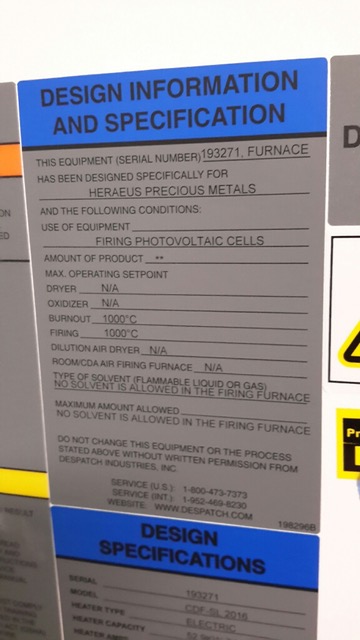 DESIGN INFORMATION
AND SPECIFICATION
THIS EQUIPMENT (SERIAL NUMBER) 193271, FURNACE
HAS BEEN DESIGNED SPECIFICALLY FOR
HERAEUS PRECIOUS METALS
AND THE FOLLOWING CONDITIONS:
USE OF EQUIPMENT
FIRING PHOTOVOLTAIC CELLS
AMOUNT OF PRODUCT **
MAX. OPERATING SETPOINT
DRYER N/A
OXIDIZER N/A
BURNOUT 1000°C
FIRING 1000°C
DILUTION AIR DRYER N/A
ROOM/CDA AIR FIRING FURNACE N/A
TYPE OF SOLVENT (FLAMMABLE LIQUID OR GAS)
NO SOLVENT IS ALLOWED IN THE FIRING FURNACE
MAXIMUM AMOUNT ALLOWED
NO SOLVENT IS ALLOWED IN THE FIRING FURNACE
DO NOT CHANGE THIS EQUIPMENT OR THE PROCESS
STATED ABOVE WITHOUT WRITTEN PERMISSION FROM
DESPATCH INDUSTRIES, INC.
SERVICE (U.S.): 1-800-473-7373
SERVICE (INT.): 1-952-469-8230
WEBSITE: WWW.DESPATCH.COM
198296B
DESIGN
SPECIFICATIONS
SERIAL 193271
MODEL CDF-SL 2016
HEATER TYPE ELECTRIC
HEATER CAPACITY